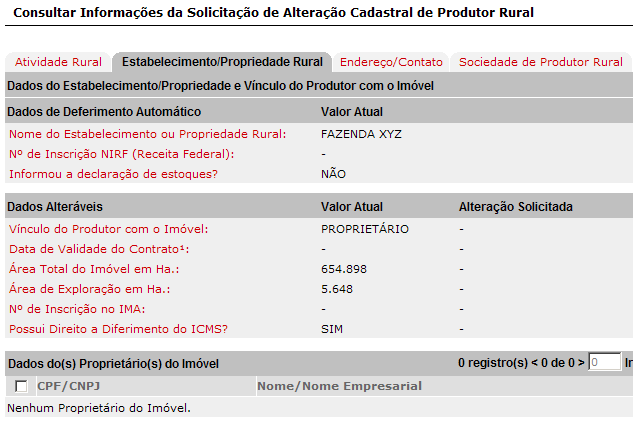 Consultar Informações da Solicitação de Alteração Cadastral de Produtor Rural
Atividade Rural Estabelecimento/Propriedade Rural Endereço/Contato Sociedade de Produtor Rural
Dados do Estabelecimento/Propriedade e Vínculo do Produtor com o Imóvel
Dados de Deferimento Automático Valor Atual
Nome do Estabelecimento ou Propriedade Rural: FAZENDA XYZ
Nº de Inscrição NIRF (Receita Federal): -
Informou a declaração de estoques? NÃO
Dados Alteráveis Valor Atual Alteração Solicitada
Vínculo do Produtor com o Imóvel: PROPRIETÁRIO -
Data de Validade do Contrato¹: - -
Área Total do Imóvel em Ha.: 654.898 -
Área de Exploração em Ha.: 5.648 -
Nº de Inscrição no IMA: - -
Possui Direito a Diferimento do ICMS? SIM -
Dados do(s) Proprietário(s) do Imóvel 0 registro(s) < 0 de 0 > 0
CPF/CNPJ Nome/Nome Empresarial
Nenhum Proprietário do Imóvel.